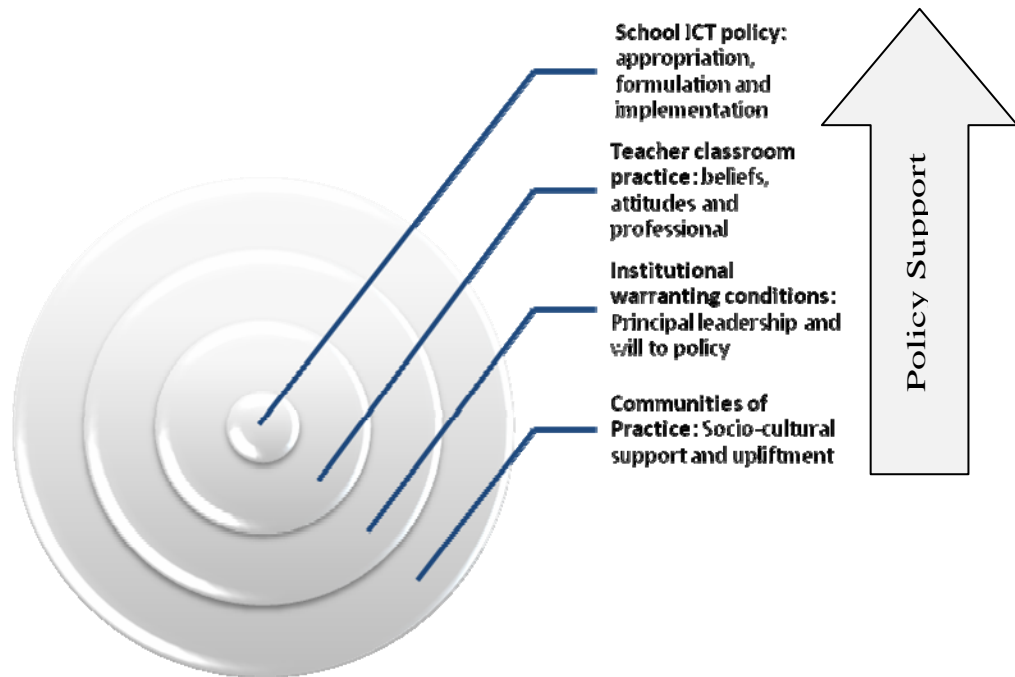 School ICT policy:
appropriation,
formulation and
implementation
Teacher classroom
practice: beliefs,
attitudes and
professional
Institutional
warranting conditions:
Principal leadership and
will to policy
Communities of
Practice: Socio-cultural
support and upliftment
Policy Support